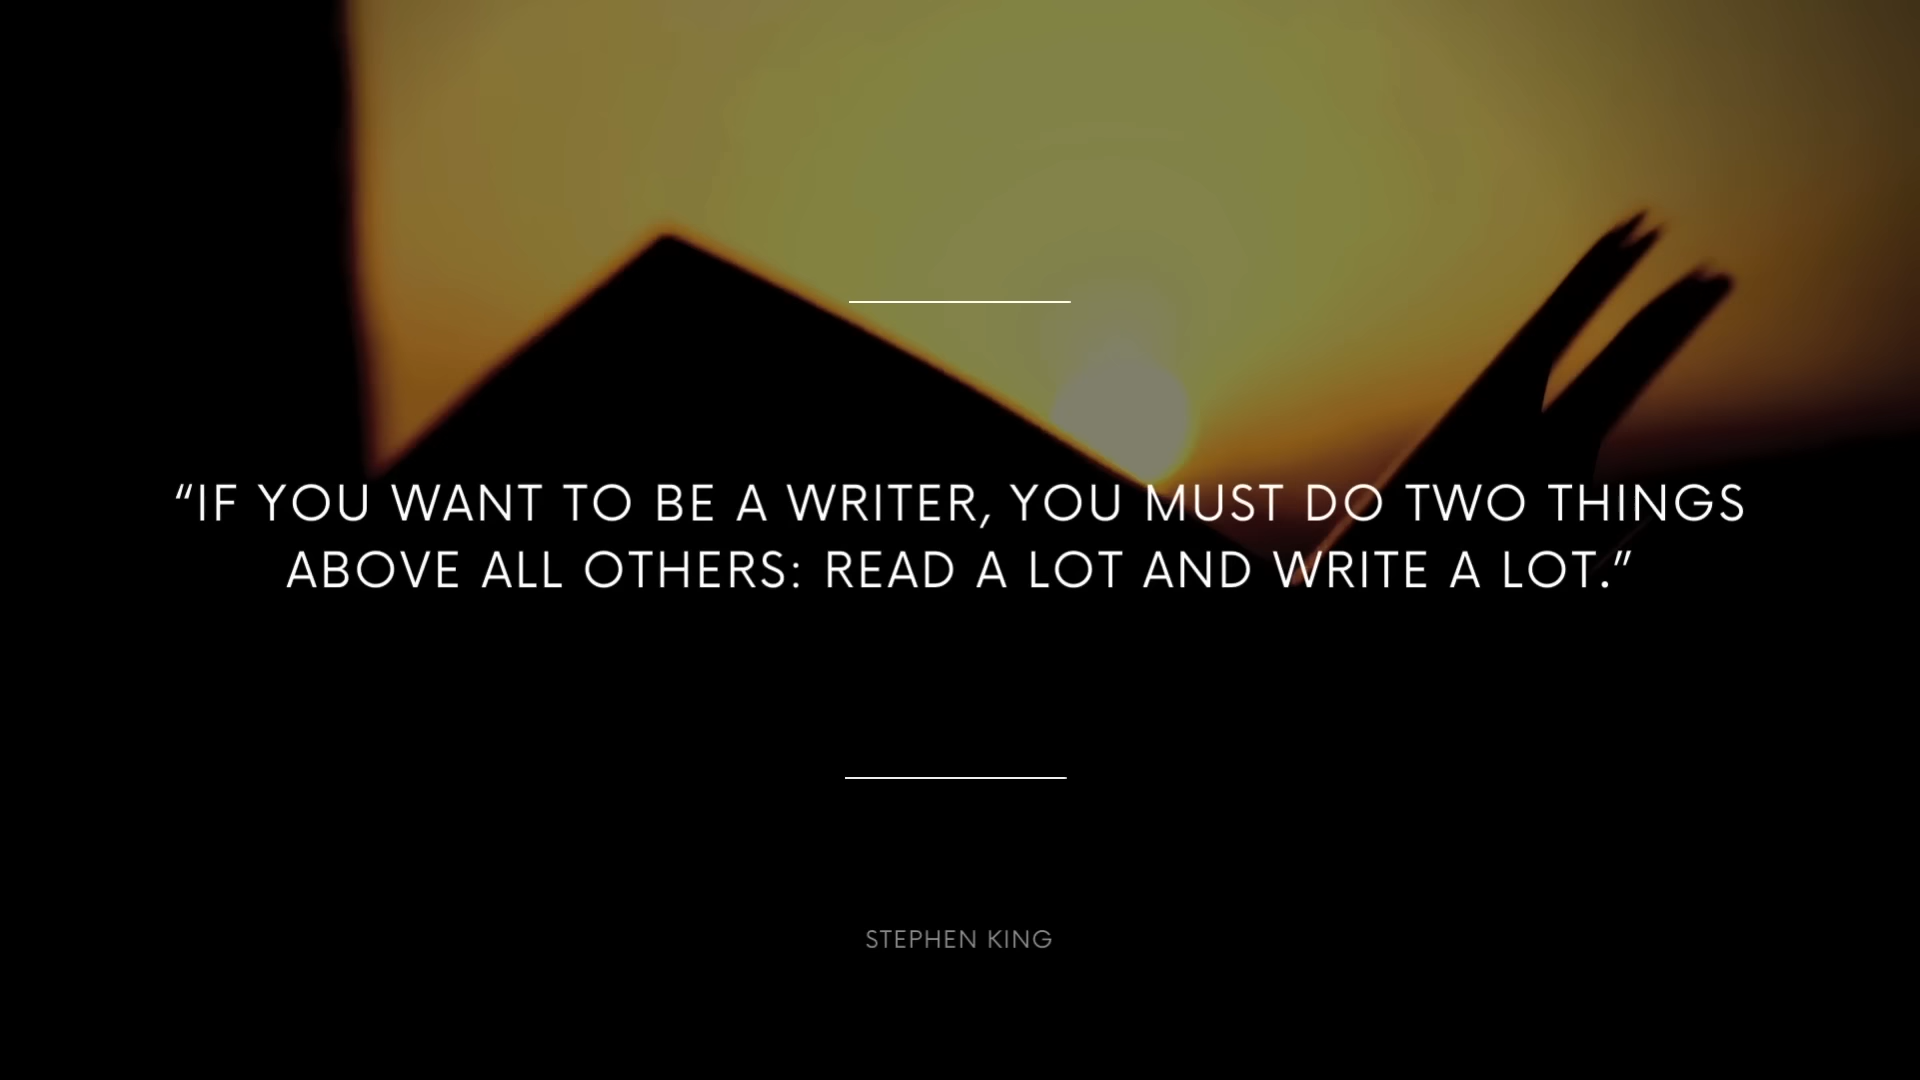 “IF YOU WANT TO BE A WRITER, YOU MUST DO TWO THINGS
ABOVE ALL OTHERS: READ A LOT AND WRITE A LOT.”
STEPHEN KING